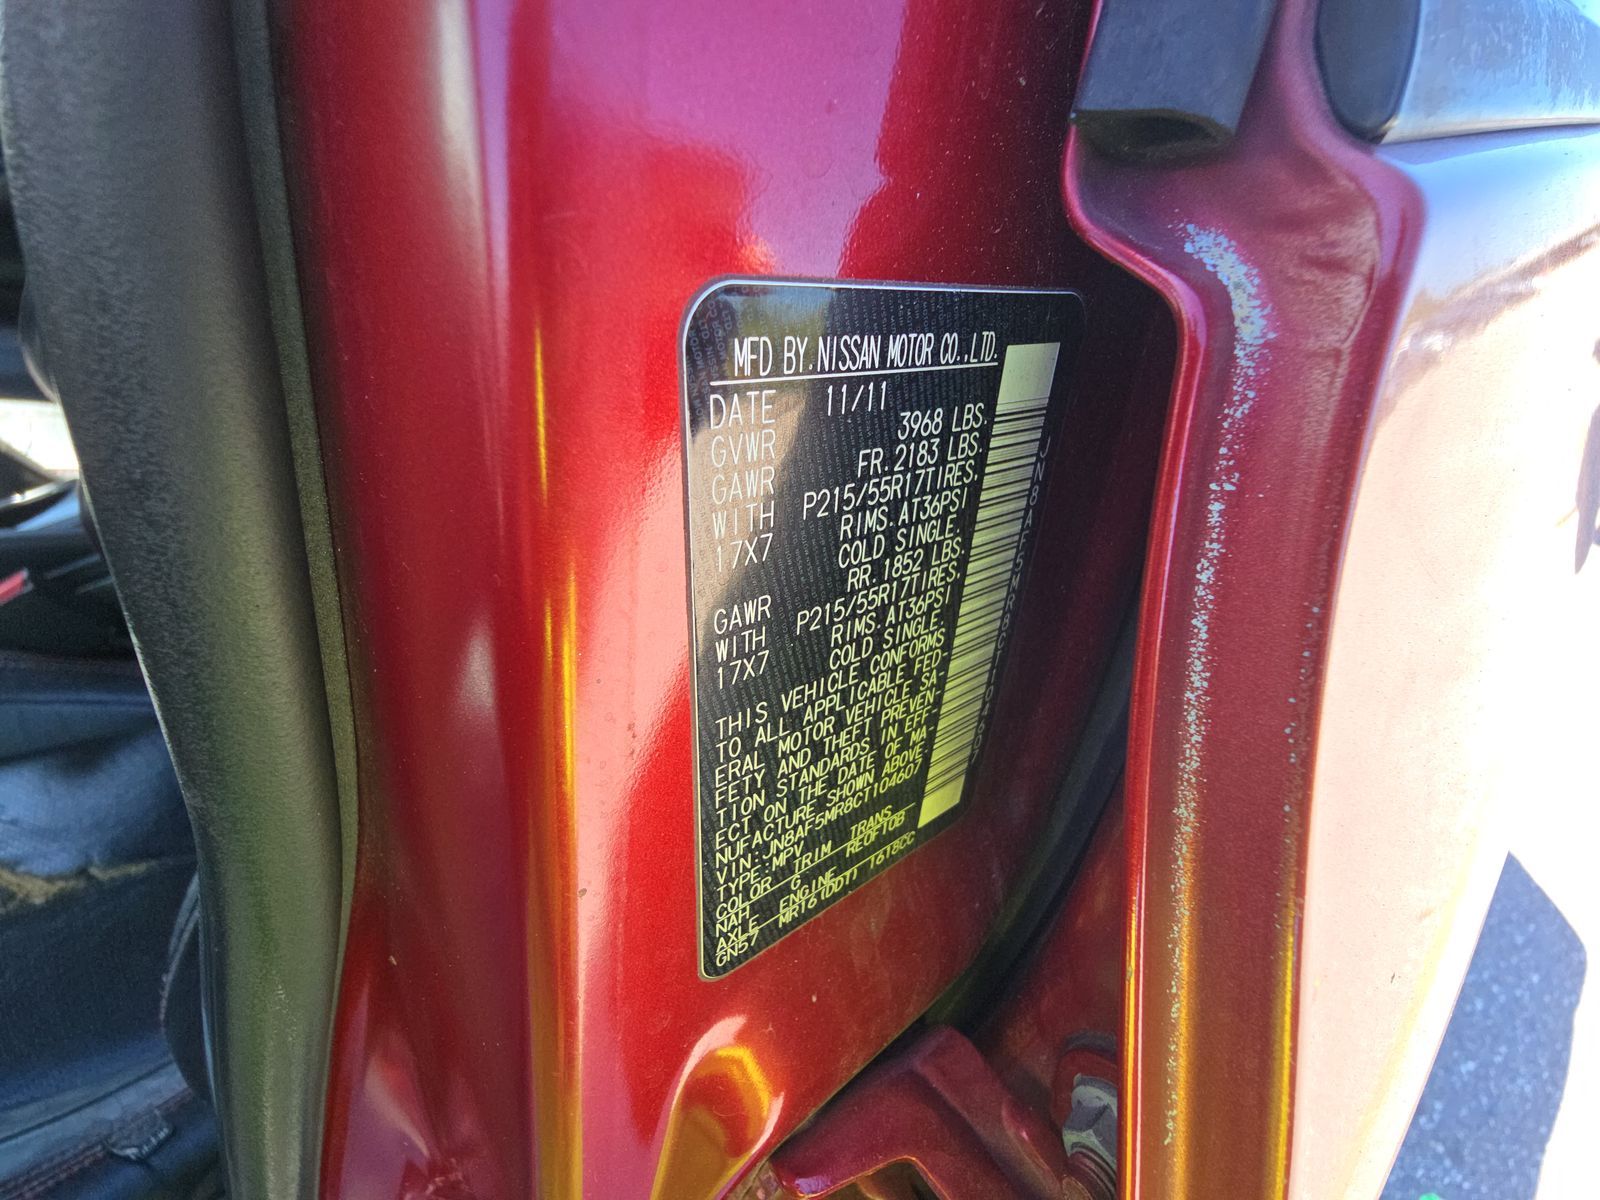 MFD BY.NISSAN MOTOR CO.,LTD.
DATE 11/11
GVWR 3968 LBS.
GAWR FR.2183 LBS.
WITH P215/55R17TIRES,
17X7 RIMS.AT36PSI
COLD SINGLE.
GAWR RR.1852 LBS.
WITH P215/55R17TIRES,
17X7 RIMS.AT36PSI
COLD SINGLE.
THIS VEHICLE CONFORMS
TO ALL APPLICABLE FED-
ERAL MOTOR VEHICLE SA-
FETY AND THEFT PREVEN-
TION STANDARDS IN EFF-
ECT ON THE DATE OF MA-
NUFACTURE SHOWN ABOVE.
VIN:JN8AF5MR8CT104607
TYPE:MPV
COLOR TRIM TRANS
NAH G RE0F10B
AXLE ENGINE
GN57 MR16(DDT) 1618CC
JN8AF5MR8CT104607